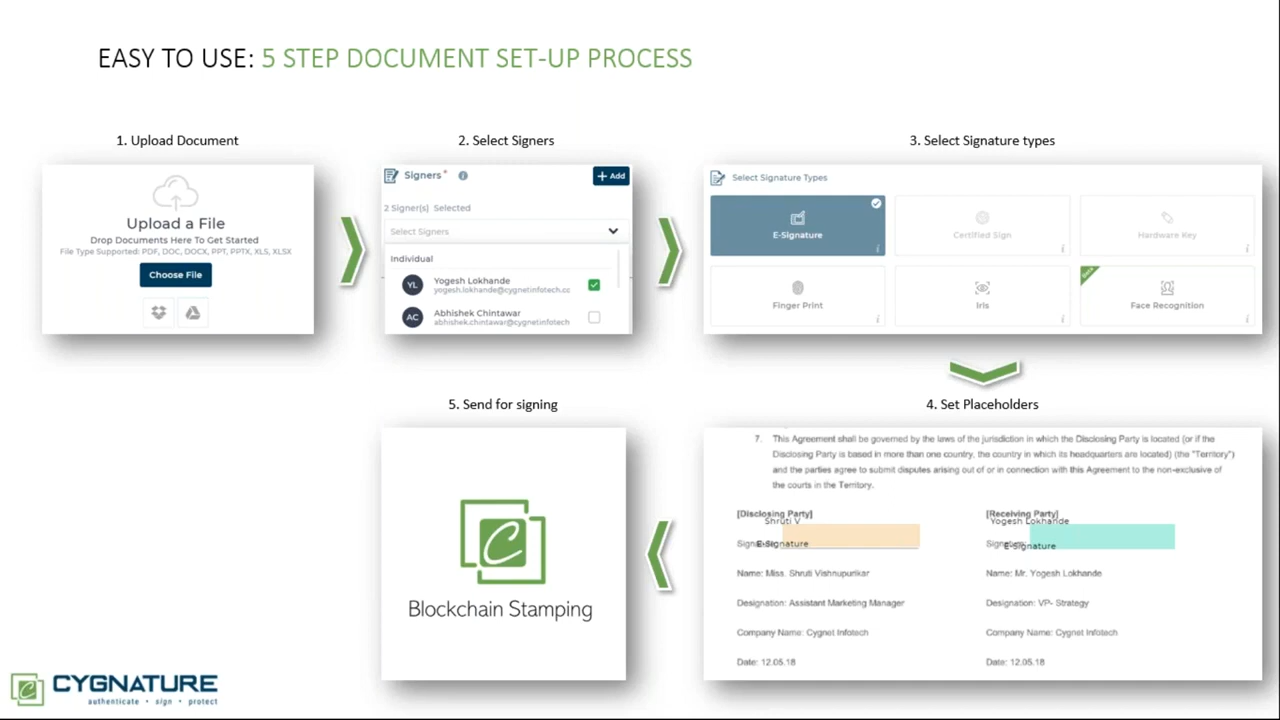 EASY TO USE: 5 STEP DOCUMENT SET-UP PROCESS
1. Upload Document
Upload a File
Drop Documents Here To Get Started
File Type Supported: PDF, DOC, DOCX, PPT, PPTX, XLS, XLSX
Choose File
2. Select Signers
Signers*
+ Add
2 Signer(s) Selected
Select Signers
Individual
YL
Yogesh Lokhande
yogesh.lokhande@cygnetinfotech.cc
AC
Abhishek Chintawar
abhishek.chintawar@cygnetinfotech
3. Select Signature types
Select Signature Types
E-Signature
Certified Sign
Hardware Key
Finger Print
Iris
Beta
Face Recognition
4. Set Placeholders
7. This Agreement shall be governed by the laws of the jurisdiction in which the Disclosing Party is located (or if the
Disclosing Party is based in more than one country, the country in which its headquarters are located) (the "Territory")
and the parties agree to submit disputes arising out of or in connection with this Agreement to the non-exclusive of
the courts in the Territory.
[Disclosing Party]
Shruti V
E-Signature
Name: Miss. Shruti Vishnupurikar
Designation: Assistant Marketing Manager
Company Name: Cygnet Infotech
Date: 12.05.18
[Receiving Party]
Yogesh Lokhande
E-Signature
Name: Mr. Yogesh Lokhande
Designation: VP- Strategy
Company Name: Cygnet Infotech
Date: 12.05.18
5. Send for signing
Blockchain Stamping
CYGNATURE
authenticate • sign • protect